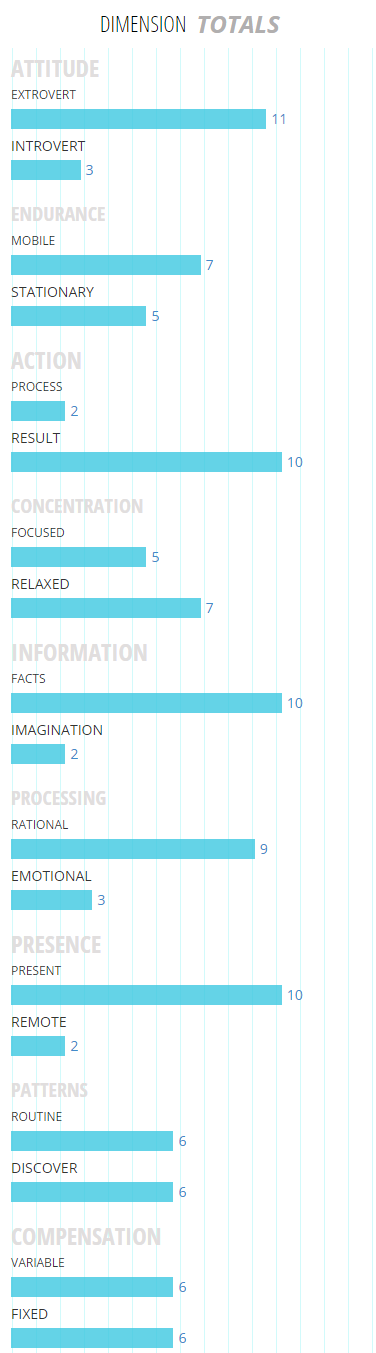 DIMENSION TOTALS
ATTITUDE
EXTROVERT
11
INTROVERT
3
ENDURANCE
MOBILE
7
STATIONARY
5
ACTION
PROCESS
2
RESULT
10
CONCENTRATION
FOCUSED
5
RELAXED
7
INFORMATION
FACTS
10
IMAGINATION
2
PROCESSING
RATIONAL
9
EMOTIONAL
3
PRESENCE
PRESENT
10
REMOTE
2
PATTERNS
ROUTINE
6
DISCOVER
6
COMPENSATION
VARIABLE
6
FIXED
6